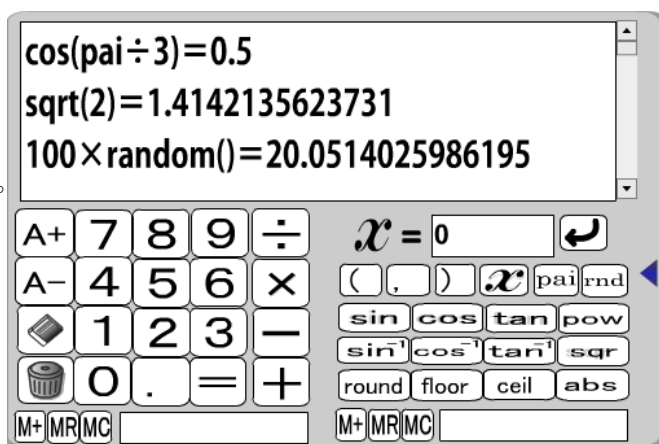 cos(pai÷3)=0.5
sqrt(2)=1.4142135623731
100×random()=20.0514025986195
A+ 7 8 9 ÷
x = 0
A− 4 5 6 ×
( , ) x pai rnd
1 2 3 −
sin cos tan pow
sin⁻¹ cos⁻¹ tan⁻¹ sqr
0 . = +
round floor ceil abs
M+ MR MC
M+ MR MC